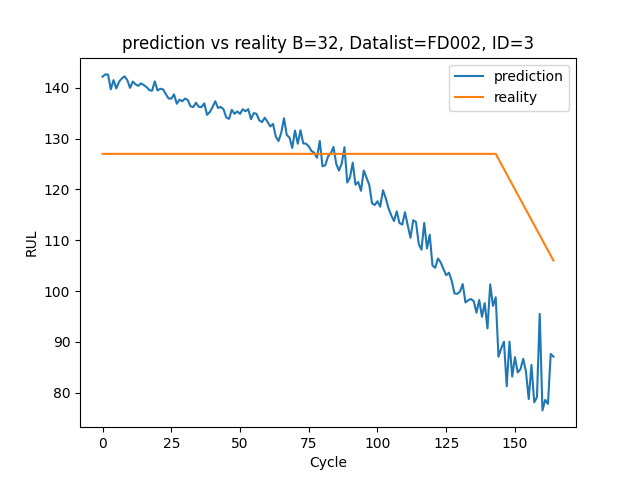 prediction vs reality B=32, Datalist=FD002, ID=3
prediction
reality
RUL
140
130
120
110
100
90
80
0 25 50 75 100 125 150
Cycle